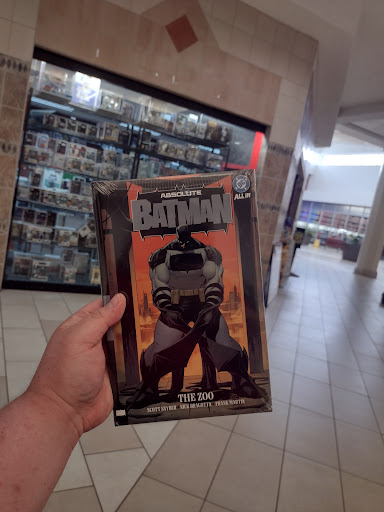 ABSOLUTE
BATMAN
DC
ALL IN
THE ZOO
SCOTT SNYDER NICK DRAGOTTA FRANK MARTIN